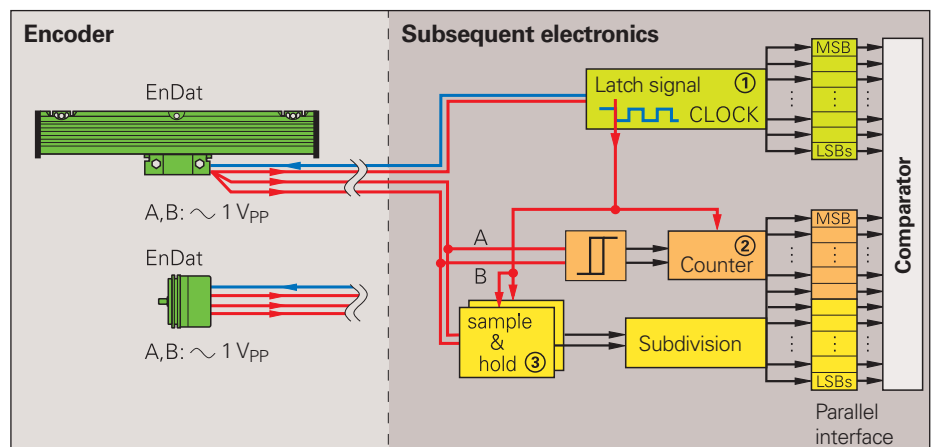 Encoder
Subsequent electronics
EnDat
A,B: ∼ 1 VPP
EnDat
A,B: ∼ 1 VPP
Latch signal
①
CLOCK
MSB
LSBs
A
B
②
Counter
sample
&
hold ③
Subdivision
MSB
LSBs
Comparator
Parallel
interface